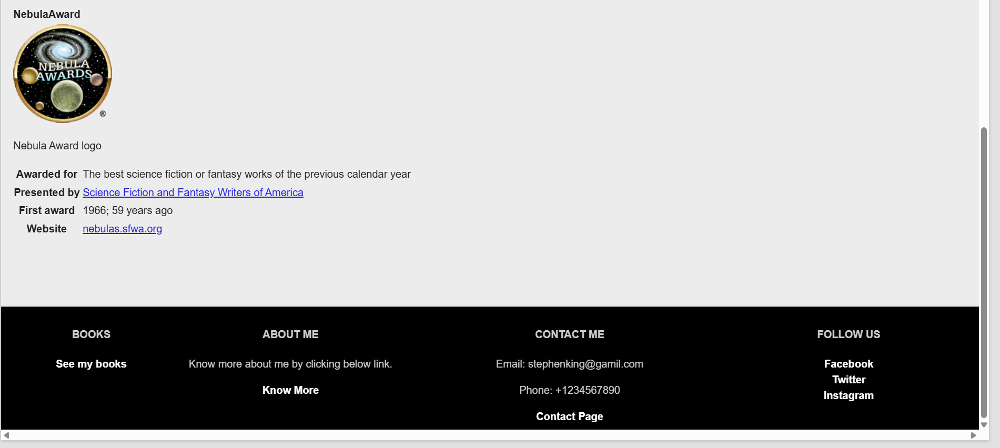 NebulaAward
NEBULA
AWARDS
®
Nebula Award logo
Awarded for The best science fiction or fantasy works of the previous calendar year
Presented by Science Fiction and Fantasy Writers of America
First award 1966; 59 years ago
Website nebulas.sfwa.org
BOOKS
See my books
ABOUT ME
Know more about me by clicking below link.
Know More
CONTACT ME
Email: stephenking@gamil.com
Phone: +1234567890
Contact Page
FOLLOW US
Facebook
Twitter
Instagram